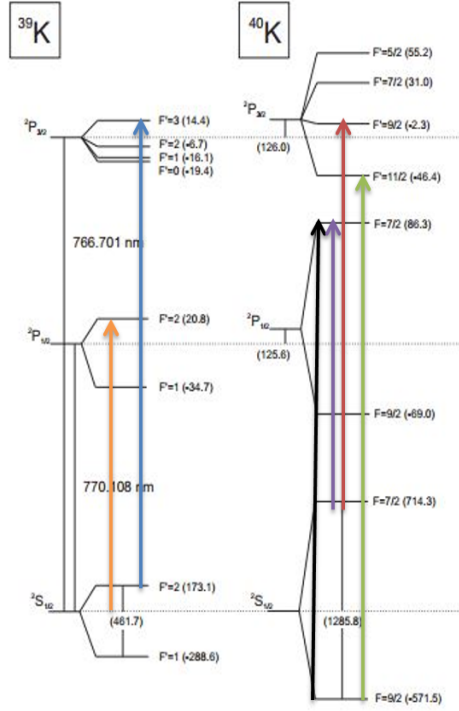 ³⁹K
⁴⁰K
F'=5/2 (55.2)
F'=7/2 (31.0)
²P₃/₂
F'=3 (14.4)
F'=2 (-6.7)
F'=1 (-16.1)
F'=0 (-19.4)
²P₃/₂
(126.0)
F'=9/2 (-2.3)
F'=11/2 (-46.4)
766.701 nm
F=7/2 (86.3)
²P₁/₂
F'=2 (20.8)
F'=1 (-34.7)
²P₁/₂
(125.6)
F=9/2 (-69.0)
770.108 nm
F=7/2 (714.3)
²S₁/₂
F'=2 (173.1)
(461.7)
F'=1 (-288.6)
²S₁/₂
(1285.8)
F=9/2 (-571.5)